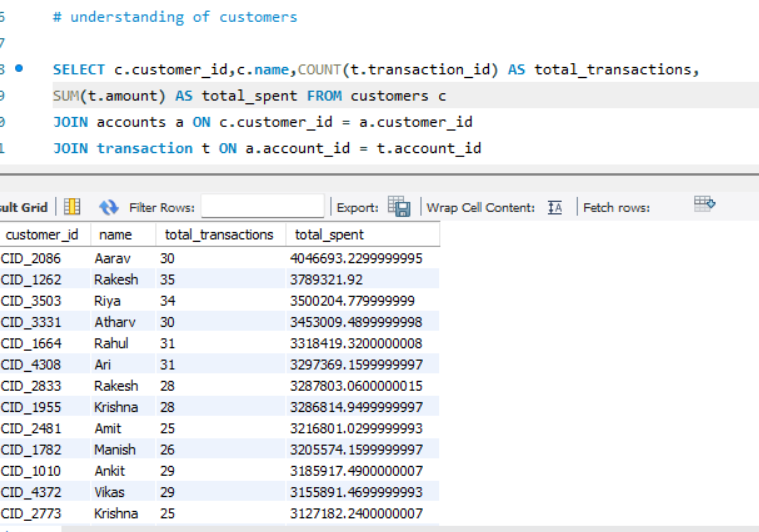 # understanding of customers
SELECT c.customer_id,c.name,COUNT(t.transaction_id) AS total_transactions,
SUM(t.amount) AS total_spent FROM customers c
JOIN accounts a ON c.customer_id = a.customer_id
JOIN transaction t ON a.account_id = t.account_id
sult Grid Filter Rows: Export: Wrap Cell Content: IA Fetch rows:
customer_id name total_transactions total_spent
CID_2086 Aarav 30 4046693.2299999995
CID_1262 Rakesh 35 3789321.92
CID_3503 Riya 34 3500204.779999999
CID_3331 Atharv 30 3453009.4899999998
CID_1664 Rahul 31 3318419.3200000008
CID_4308 Ari 31 3297369.1599999997
CID_2833 Rakesh 28 3287803.0600000015
CID_1955 Krishna 28 3286814.9499999997
CID_2481 Amit 25 3216801.0299999993
CID_1782 Manish 26 3205574.1599999997
CID_1010 Ankit 29 3185917.4900000007
CID_4372 Vikas 29 3155891.4699999993
CID_2773 Krishna 25 3127182.2400000007